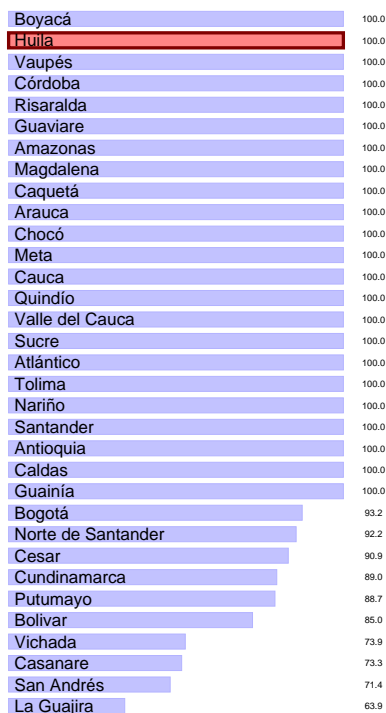 Boyacá 100.0
Huila 100.0
Vaupés 100.0
Córdoba 100.0
Risaralda 100.0
Guaviare 100.0
Amazonas 100.0
Magdalena 100.0
Caquetá 100.0
Arauca 100.0
Chocó 100.0
Meta 100.0
Cauca 100.0
Quindío 100.0
Valle del Cauca 100.0
Sucre 100.0
Atlántico 100.0
Tolima 100.0
Nariño 100.0
Santander 100.0
Antioquia 100.0
Caldas 100.0
Guainía 100.0
Bogotá 93.2
Norte de Santander 92.2
Cesar 90.9
Cundinamarca 89.0
Putumayo 88.7
Bolivar 85.0
Vichada 73.9
Casanare 73.3
San Andrés 71.4
La Guajira 63.9